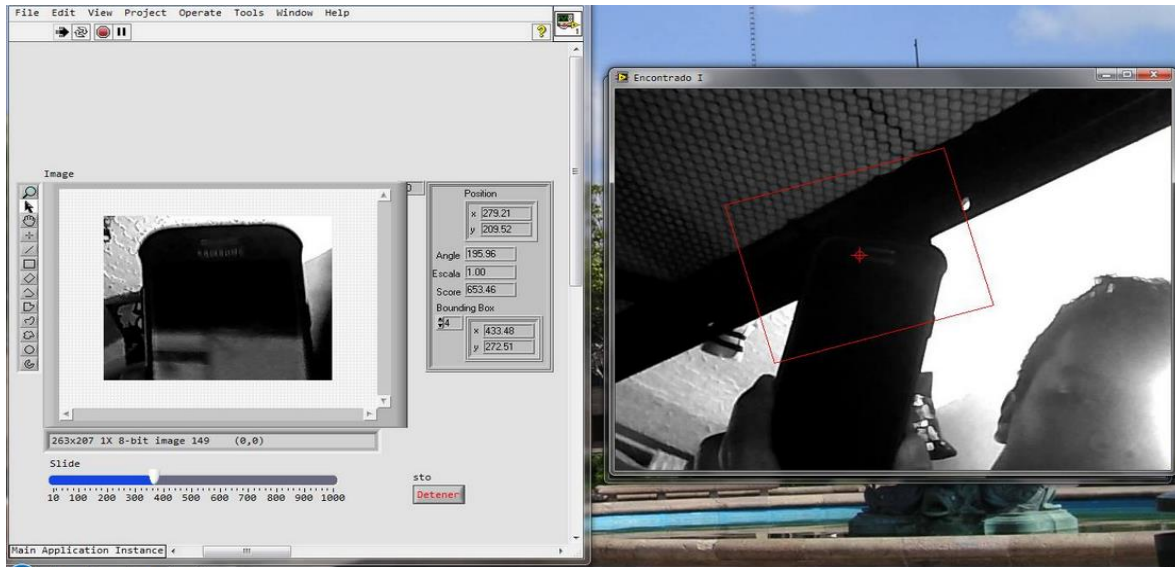 File Edit View Project Operate Tools Window Help
1
Image
SAMSUNG
Position
x 279.21
y 209.52
Angle 195.96
Escala 1.00
Score 653.46
Bounding Box
4
x 433.48
y 272.51
263x207 1X 8-bit image 149 (0,0)
Slide
10 100 200 300 400 500 600 700 800 900 1000
sto
Detener
Main Application Instance
Encontrado I